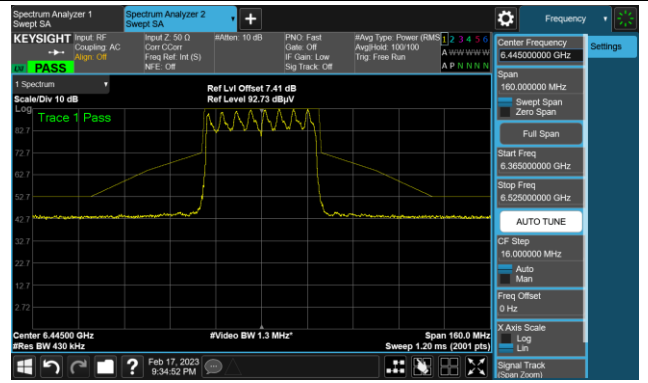 Spectrum Analyzer 1
Swept SA
Spectrum Analyzer 2
Swept SA
Frequency
KEYSIGHT
Input: RF
Coupling: AC
Align: Off
PASS
Input Z: 50 Ω
Corr CCorr
Freq Ref: Int (S)
NFE: Off
#Atten: 10 dB
PNO: Fast
Gate: Off
IF Gain: Low
Sig Track: Off
#Avg Type: Power (RMS
Avg|Hold: 100/100
Trig: Free Run
1 2 3 4 5 6
A W W W W W
A P N N N N
Center Frequency
6.445000000 GHz
Settings
Span
160.000000 MHz
Swept Span
Zero Span
Full Span
Start Freq
6.365000000 GHz
Stop Freq
6.525000000 GHz
AUTO TUNE
CF Step
16.000000 MHz
Auto
Man
Freq Offset
0 Hz
X Axis Scale
Log
Lin
Signal Track
(Span Zoom)
1 Spectrum
Scale/Div 10 dB
Ref Lvl Offset 7.41 dB
Ref Level 92.73 dBµV
Log
Trace 1 Pass
82.7
72.7
62.7
52.7
42.7
32.7
22.7
12.7
2.72
Center 6.44500 GHz
#Res BW 430 kHz
#Video BW 1.3 MHz*
Span 160.0 MHz
Sweep 1.20 ms (2001 pts)
Feb 17, 2023
9:34:52 PM